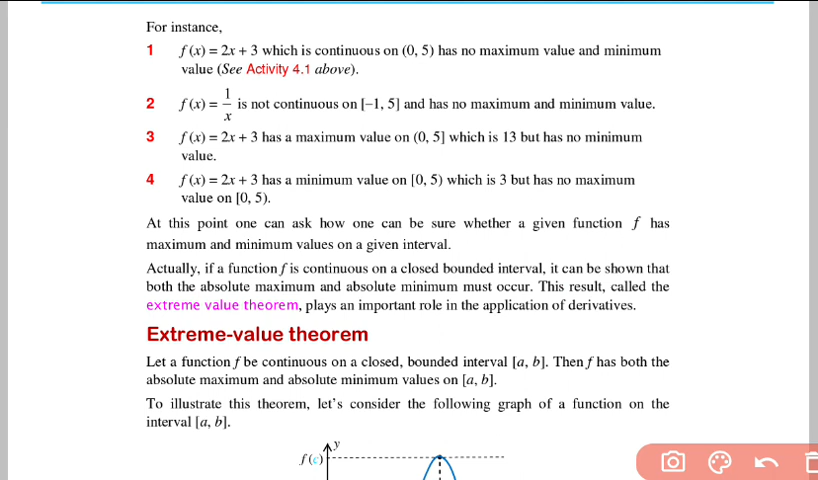 For instance,
1 f (x) = 2x + 3 which is continuous on (0, 5) has no maximum value and minimum
value (See Activity 4.1 above).
2 f (x) = 1/x is not continuous on [–1, 5] and has no maximum and minimum value.
3 f (x) = 2x + 3 has a maximum value on (0, 5] which is 13 but has no minimum
value.
4 f (x) = 2x + 3 has a minimum value on [0, 5) which is 3 but has no maximum
value on [0, 5).
At this point one can ask how one can be sure whether a given function f has
maximum and minimum values on a given interval.
Actually, if a function f is continuous on a closed bounded interval, it can be shown that
both the absolute maximum and absolute minimum must occur. This result, called the
extreme value theorem, plays an important role in the application of derivatives.
Extreme-value theorem
Let a function f be continuous on a closed, bounded interval [a, b]. Then f has both the
absolute maximum and absolute minimum values on [a, b].
To illustrate this theorem, let’s consider the following graph of a function on the
interval [a, b].
y
f (c)